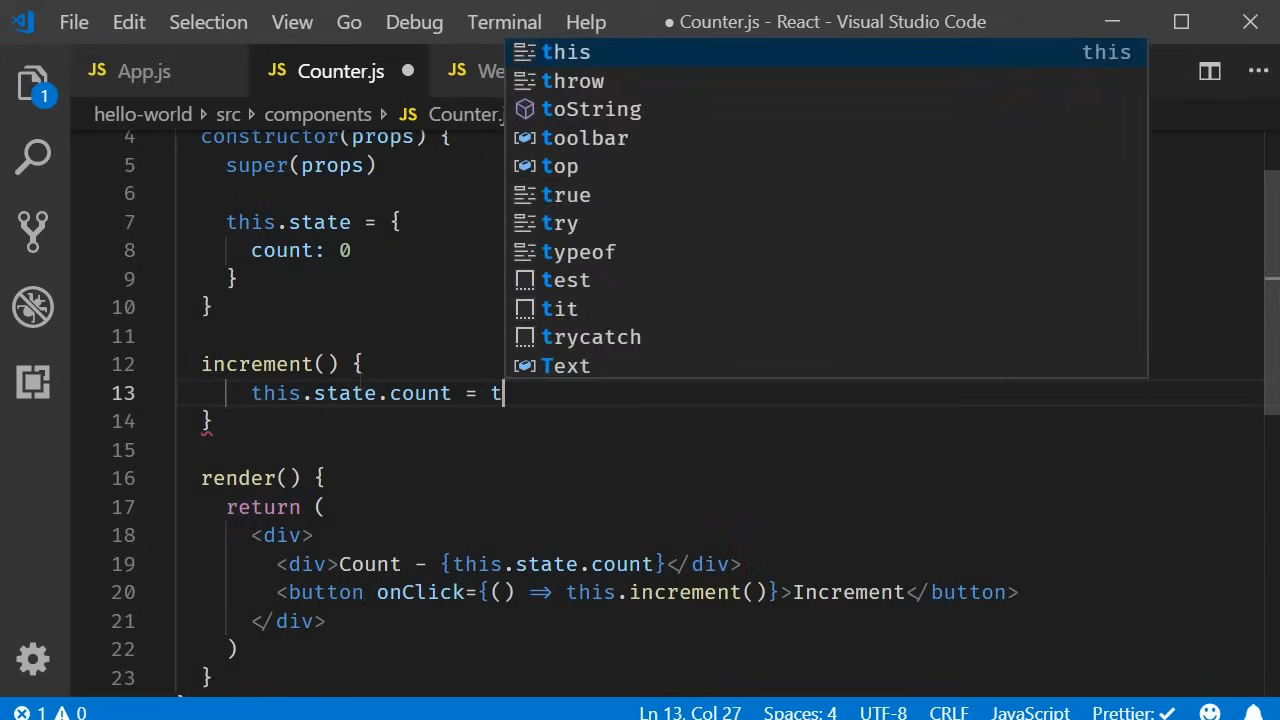 File Edit Selection View Go Debug Terminal Help ● Counter.js - React - Visual Studio Code
JS App.js JS Counter.js ● JS We
hello-world > src > components > JS Counter.j
1
this this
throw
toString
toolbar
top
true
try
typeof
test
tit
trycatch
Text
4 constructor(props) {
5 super(props)
6
7 this.state = {
8 count: 0
9 }
10 }
11
12 increment() {
13 this.state.count = t
14 }
15
16 render() {
17 return (
18 <div>
19 <div>Count - {this.state.count}</div>
20 <button onClick={() => this.increment()}>Increment</button>
21 </div>
22 )
23 }
1 0 Ln 13, Col 27 Spaces: 4 UTF-8 CRLF JavaScript Prettier: ✓